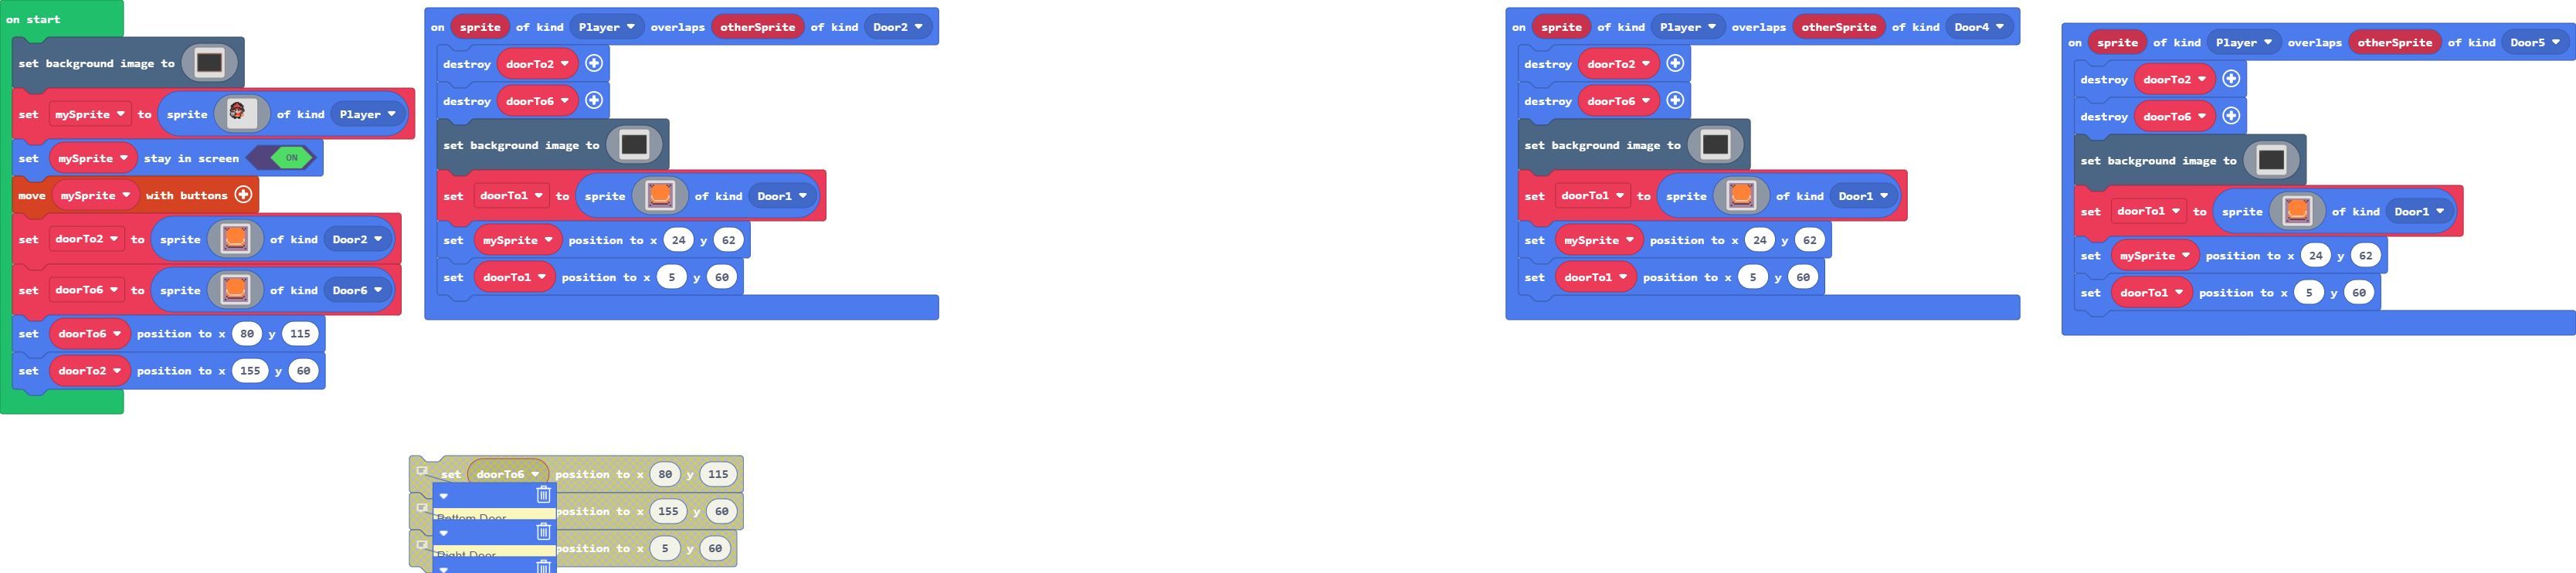 on start
set background image to
set mySprite to sprite of kind Player
set mySprite stay in screen ON
move mySprite with buttons
set doorTo2 to sprite of kind Door2
set doorTo6 to sprite of kind Door6
set doorTo6 position to x 80 y 115
set doorTo2 position to x 155 y 60
on sprite of kind Player overlaps otherSprite of kind Door2
destroy doorTo2
destroy doorTo6
set background image to
set doorTo1 to sprite of kind Door1
set mySprite position to x 24 y 62
set doorTo1 position to x 5 y 60
on sprite of kind Player overlaps otherSprite of kind Door4
destroy doorTo2
destroy doorTo6
set background image to
set doorTo1 to sprite of kind Door1
set mySprite position to x 24 y 62
set doorTo1 position to x 5 y 60
on sprite of kind Player overlaps otherSprite of kind Door5
destroy doorTo2
destroy doorTo6
set background image to
set doorTo1 to sprite of kind Door1
set mySprite position to x 24 y 62
set doorTo1 position to x 5 y 60
set doorTo6 position to x 80 y 115
Bottom Door
position to x 155 y 60
Right Door
position to x 5 y 60